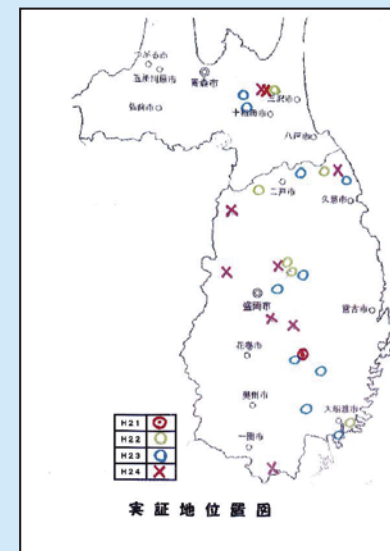 つがる市
五所川原市
青森市
弘前市
三沢市
十和田市
八戸市
二戸市
久慈市
盛岡市
宮古市
花巻市
奥州市
大船渡市
一関市
H21
H22
H23
H24
実証地位置図